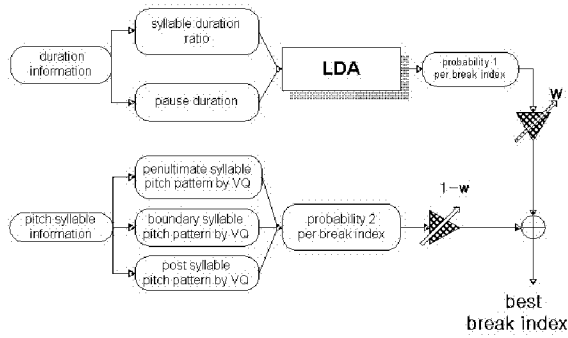 syllable duration
ratio
duration
information
pause duration
LDA
probability 1
per break index
w
penultimate syllable
pitch pattern by VQ
pitch syllable
information
boundary syllable
pitch pattern by VQ
post syllable
pitch pattern by VQ
probability 2
per break index
1-w
best
break index